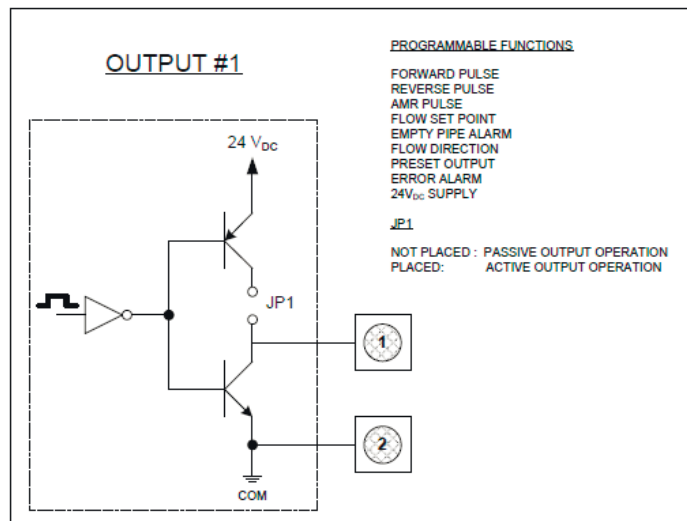 OUTPUT #1
24 VDC
JP1
1
2
COM
PROGRAMMABLE FUNCTIONS
FORWARD PULSE
REVERSE PULSE
AMR PULSE
FLOW SET POINT
EMPTY PIPE ALARM
FLOW DIRECTION
PRESET OUTPUT
ERROR ALARM
24VDC SUPPLY
JP1
NOT PLACED : PASSIVE OUTPUT OPERATION
PLACED: ACTIVE OUTPUT OPERATION